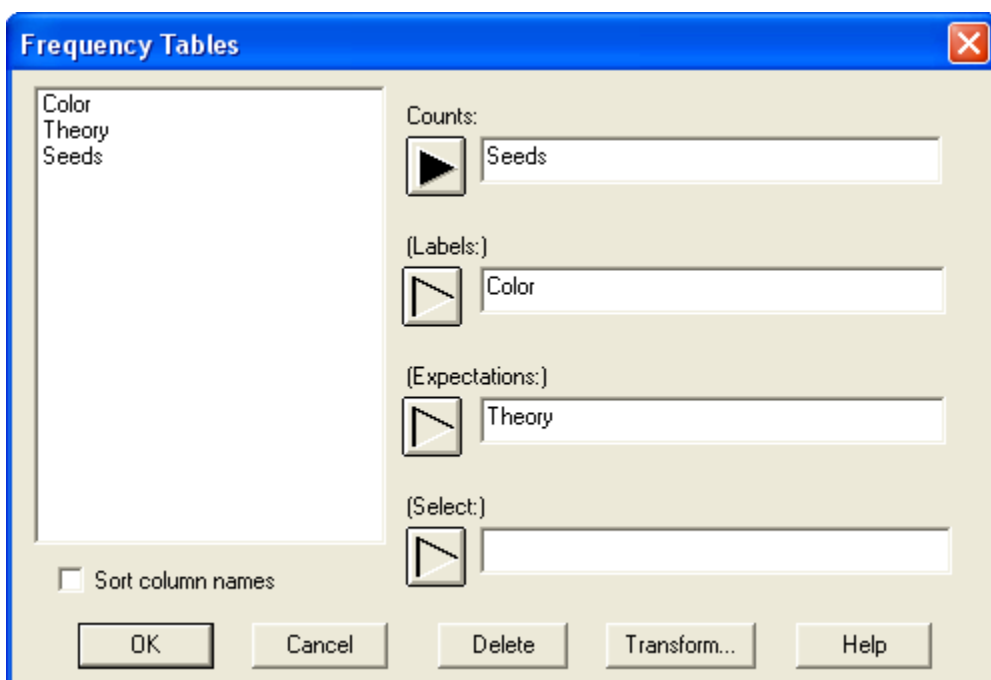 Frequency Tables
Color
Theory
Seeds
Counts:
Seeds
(Labels:)
Color
(Expectations:)
Theory
(Select:)
Sort column names
OK
Cancel
Delete
Transform...
Help